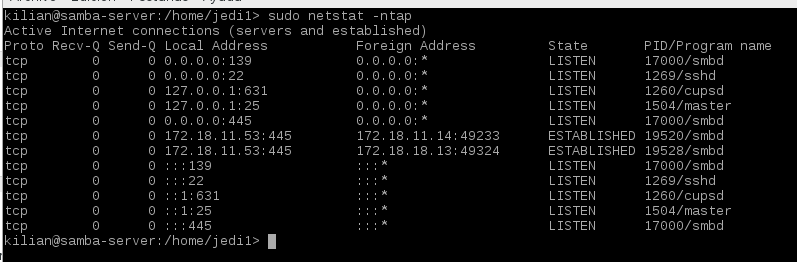 kilian@samba-server:/home/jedi1> sudo netstat -ntap
Active Internet connections (servers and established)
Proto Recv-Q Send-Q Local Address Foreign Address State PID/Program name
tcp 0 0 0.0.0.0:139 0.0.0.0:* LISTEN 17000/smbd
tcp 0 0 0.0.0.0:22 0.0.0.0:* LISTEN 1269/sshd
tcp 0 0 127.0.0.1:631 0.0.0.0:* LISTEN 1260/cupsd
tcp 0 0 127.0.0.1:25 0.0.0.0:* LISTEN 1504/master
tcp 0 0 0.0.0.0:445 0.0.0.0:* LISTEN 17000/smbd
tcp 0 0 172.18.11.53:445 172.18.11.14:49233 ESTABLISHED 19520/smbd
tcp 0 0 172.18.11.53:445 172.18.18.13:49324 ESTABLISHED 19528/smbd
tcp 0 0 :::139 :::* LISTEN 17000/smbd
tcp 0 0 :::22 :::* LISTEN 1269/sshd
tcp 0 0 ::1:631 :::* LISTEN 1260/cupsd
tcp 0 0 ::1:25 :::* LISTEN 1504/master
tcp 0 0 :::445 :::* LISTEN 17000/smbd
kilian@samba-server:/home/jedi1>